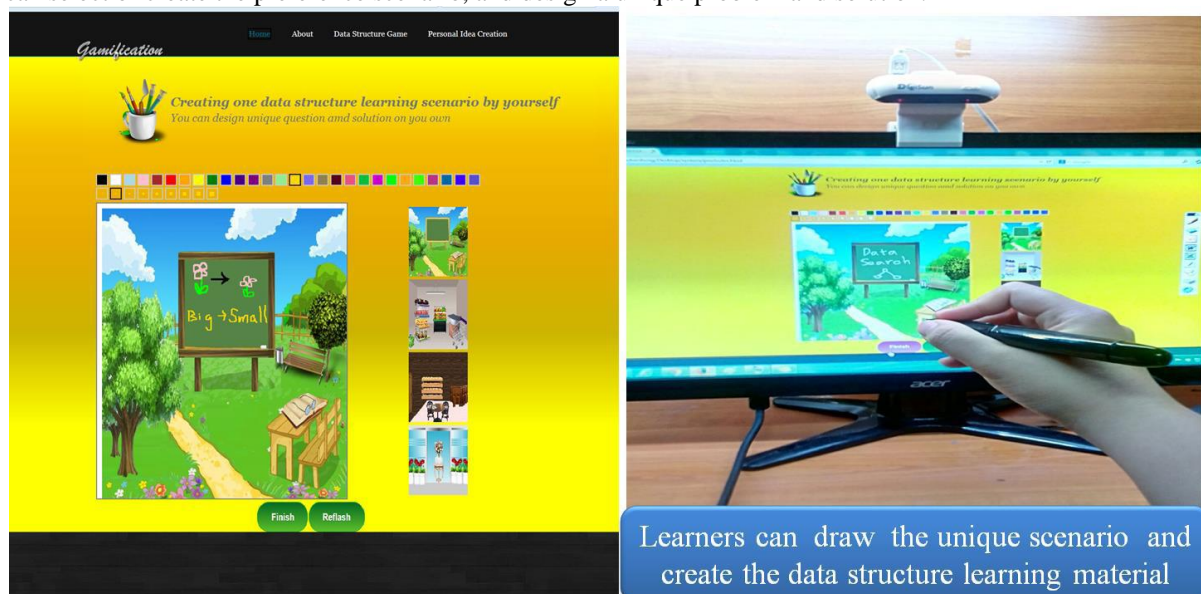 Home About Data Structure Game Personal Idea Creation
Gamification
Creating one data structure learning scenario by yourself
You can design unique question amd solution on you own
Big → Small
Finish Reflash
Creating one data structure learning scenario by yourself
You can design unique question amd solution on you own
Data
Search
Finish
acer
Learners can draw the unique scenario and
create the data structure learning material